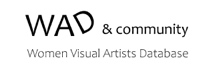 WAD & community
Women Visual Artists Database